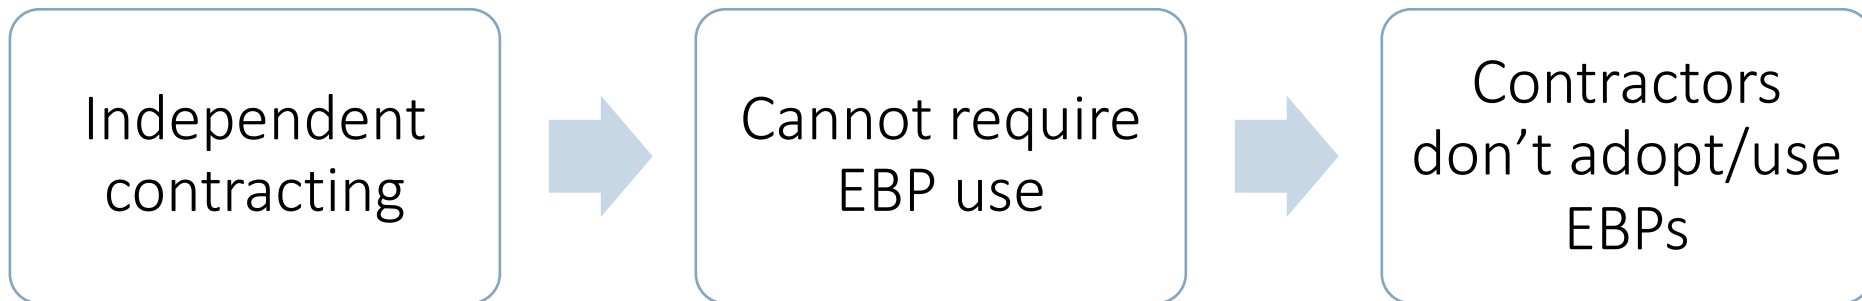 Independent
contracting
Cannot require
EBP use
Contractors
don’t adopt/use
EBPs